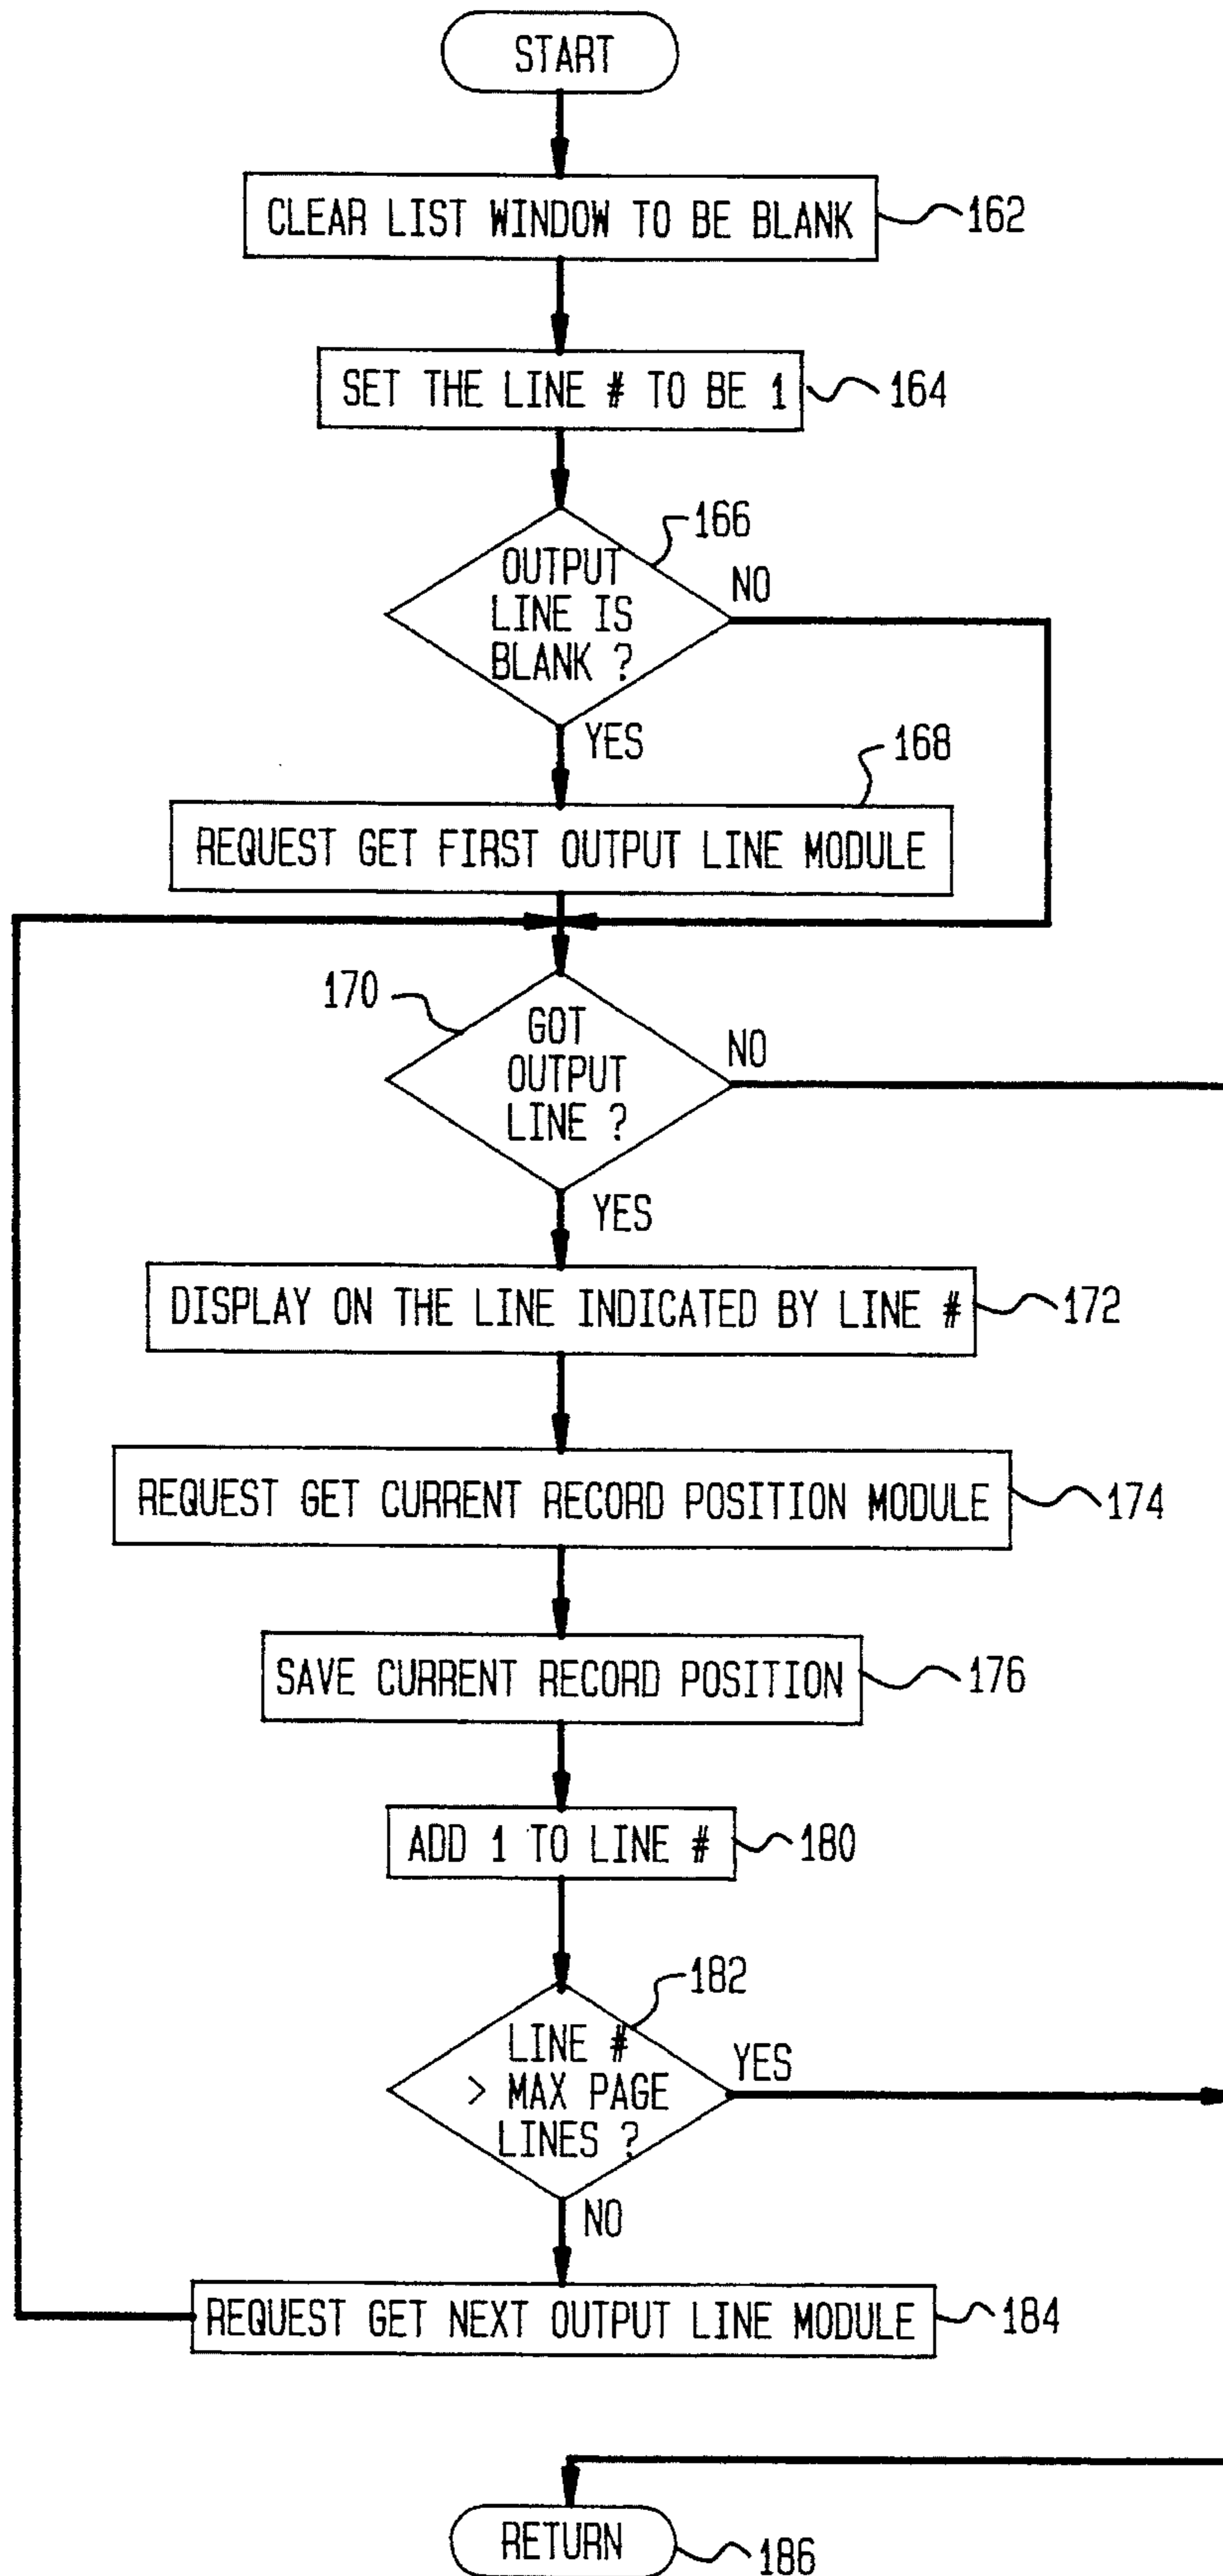 START
CLEAR LIST WINDOW TO BE BLANK
162
SET THE LINE # TO BE 1
164
166
OUTPUT
LINE IS
BLANK ?
NO
YES
168
REQUEST GET FIRST OUTPUT LINE MODULE
170
GOT
OUTPUT
LINE ?
NO
YES
DISPLAY ON THE LINE INDICATED BY LINE #
172
REQUEST GET CURRENT RECORD POSITION MODULE
174
SAVE CURRENT RECORD POSITION
176
ADD 1 TO LINE #
180
182
LINE #
> MAX PAGE
LINES ?
YES
NO
REQUEST GET NEXT OUTPUT LINE MODULE
184
RETURN
186